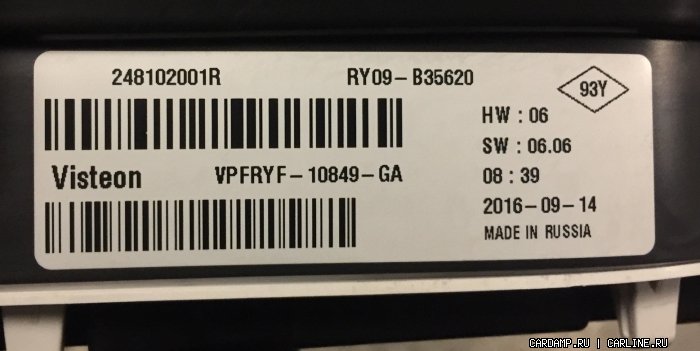 248102001R RY09-B35620
93Y
HW : 06
SW : 06.06
Visteon VPFRYF-10849-GA
08 : 39
2016-09-14
MADE IN RUSSIA
CARDAMP.RU | CARLINE.RU